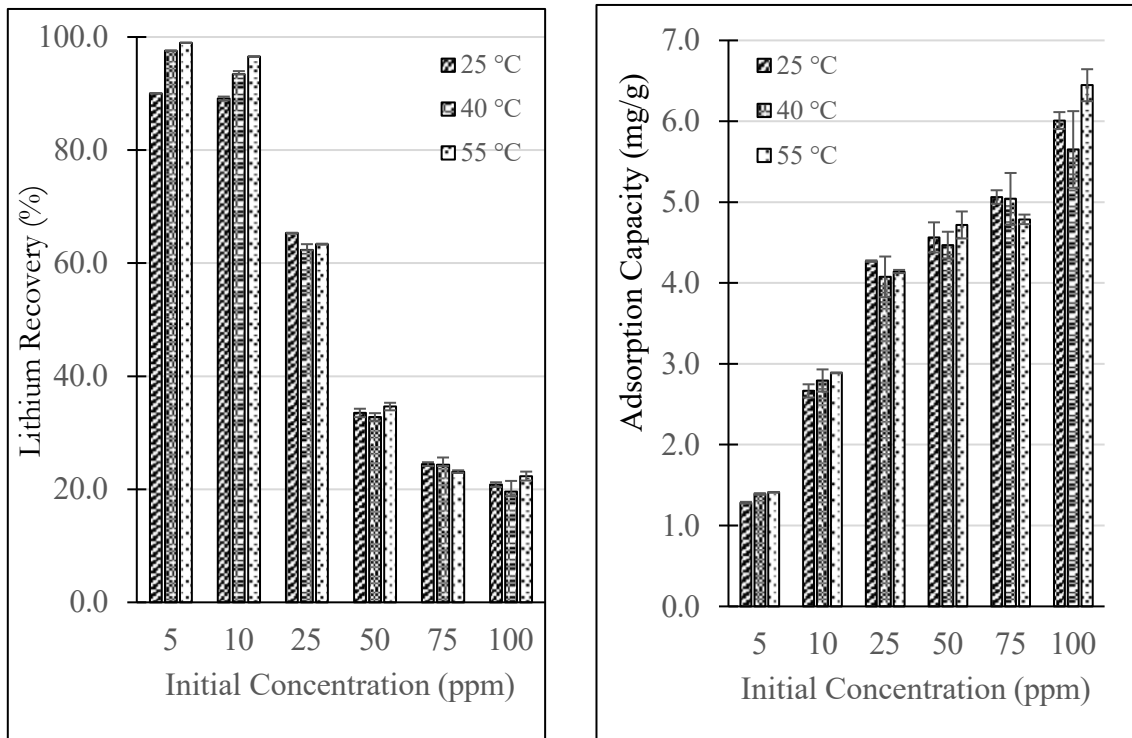 Lithium Recovery (%)
100.0
80.0
60.0
40.0
20.0
0.0
25 °C
40 °C
55 °C
5 10 25 50 75 100
Initial Concentration (ppm)
Adsorption Capacity (mg/g)
7.0
6.0
5.0
4.0
3.0
2.0
1.0
0.0
25 °C
40 °C
55 °C
5 10 25 50 75 100
Initial Concentration (ppm)